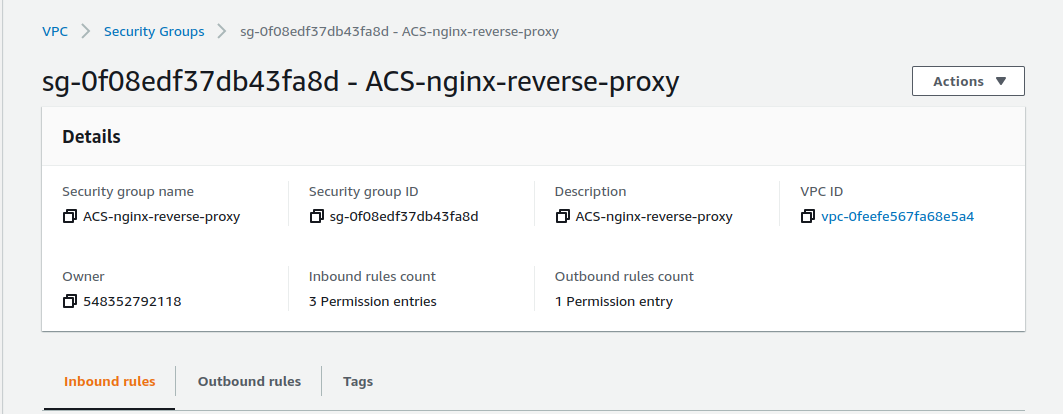 VPC > Security Groups > sg-0f08edf37db43fa8d - ACS-nginx-reverse-proxy
sg-0f08edf37db43fa8d - ACS-nginx-reverse-proxy
Actions
Details
Security group name
ACS-nginx-reverse-proxy
Security group ID
sg-0f08edf37db43fa8d
Description
ACS-nginx-reverse-proxy
VPC ID
vpc-0feefe567fa68e5a4
Owner
548352792118
Inbound rules count
3 Permission entries
Outbound rules count
1 Permission entry
Inbound rules
Outbound rules
Tags